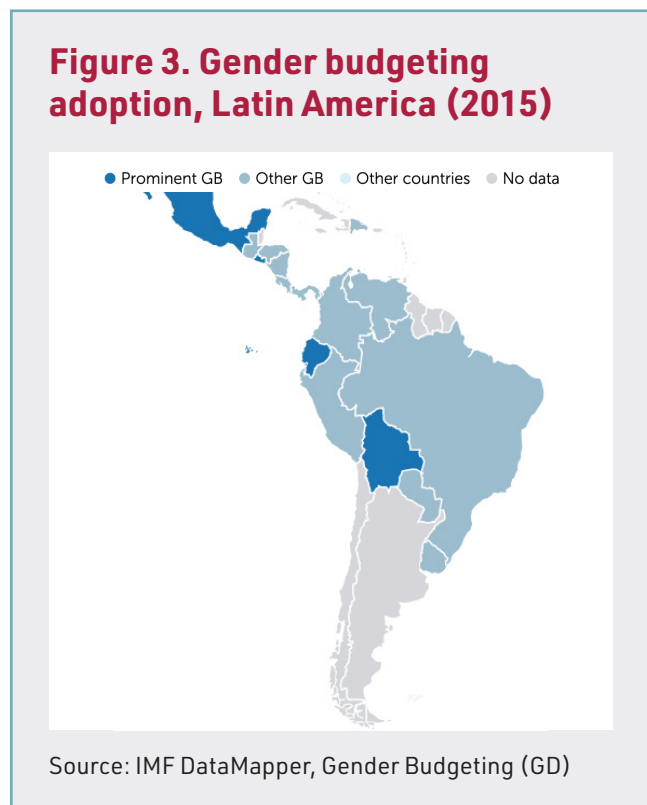 Figure 3. Gender budgeting
adoption, Latin America (2015)
Prominent GB Other GB Other countries No data
Source: IMF DataMapper, Gender Budgeting (GD)